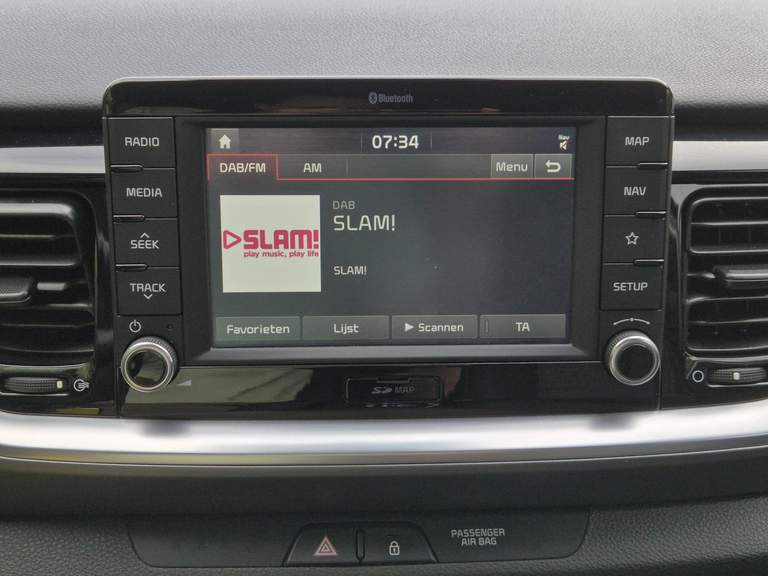 Bluetooth
RADIO
MEDIA
SEEK
TRACK
07:34
Nav
DAB/FM
AM
Menu
SLAM!
play music, play life
DAB
SLAM!
SLAM!
Favorieten
Lijst
Scannen
TA
MAP
NAV
SETUP
SD MAP
PASSENGER
AIR BAG